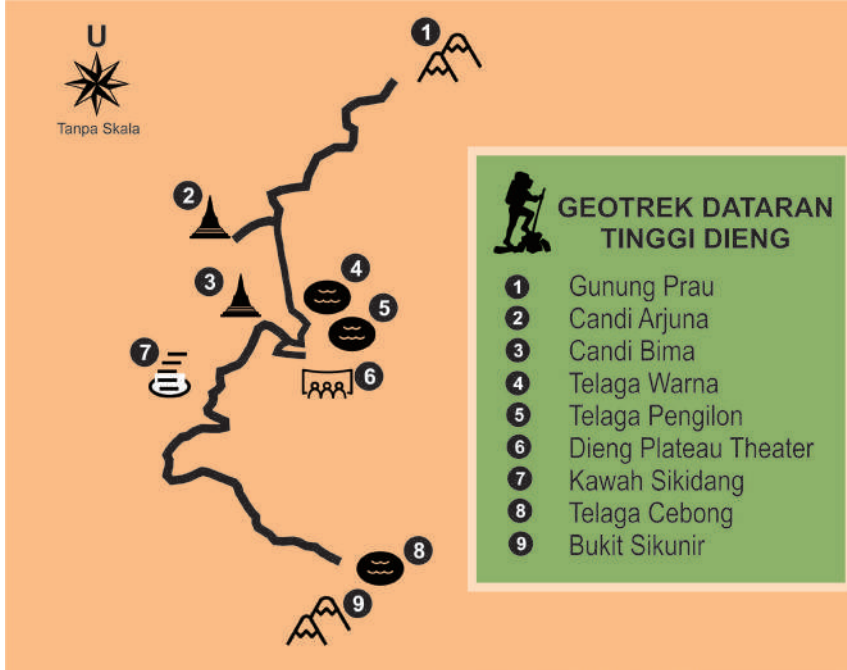 U
Tanpa Skala
1
2
3
4
5
7
6
8
9
GEOTREK DATARAN
TINGGI DIENG
1 Gunung Prau
2 Candi Arjuna
3 Candi Bima
4 Telaga Warna
5 Telaga Pengilon
6 Dieng Plateau Theater
7 Kawah Sikidang
8 Telaga Cebong
9 Bukit Sikunir